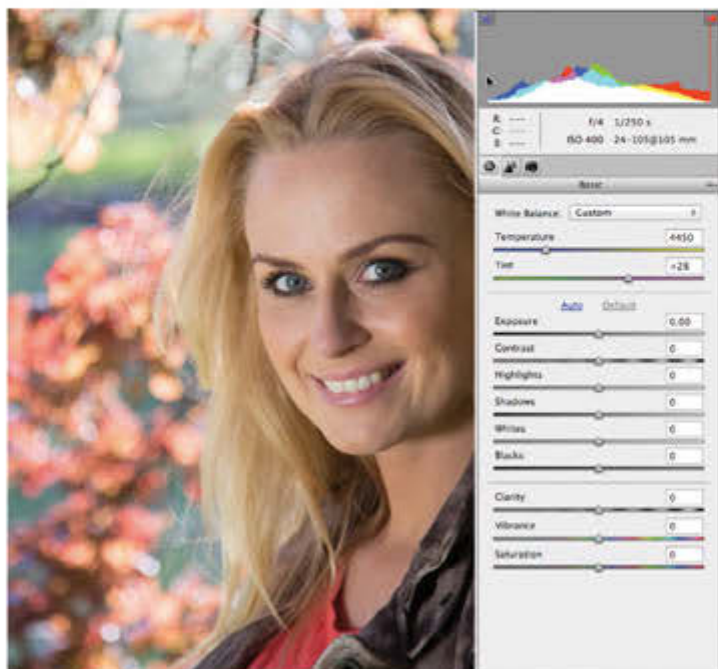 R: ---
G: ---
B: ---
f/4 1/250 s
ISO 400 24-105@105 mm
Basic
White Balance: Custom
Temperature 4450
Tint +28
Auto Default
Exposure 0.00
Contrast 0
Highlights 0
Shadows 0
Whites 0
Blacks 0
Clarity 0
Vibrance 0
Saturation 0